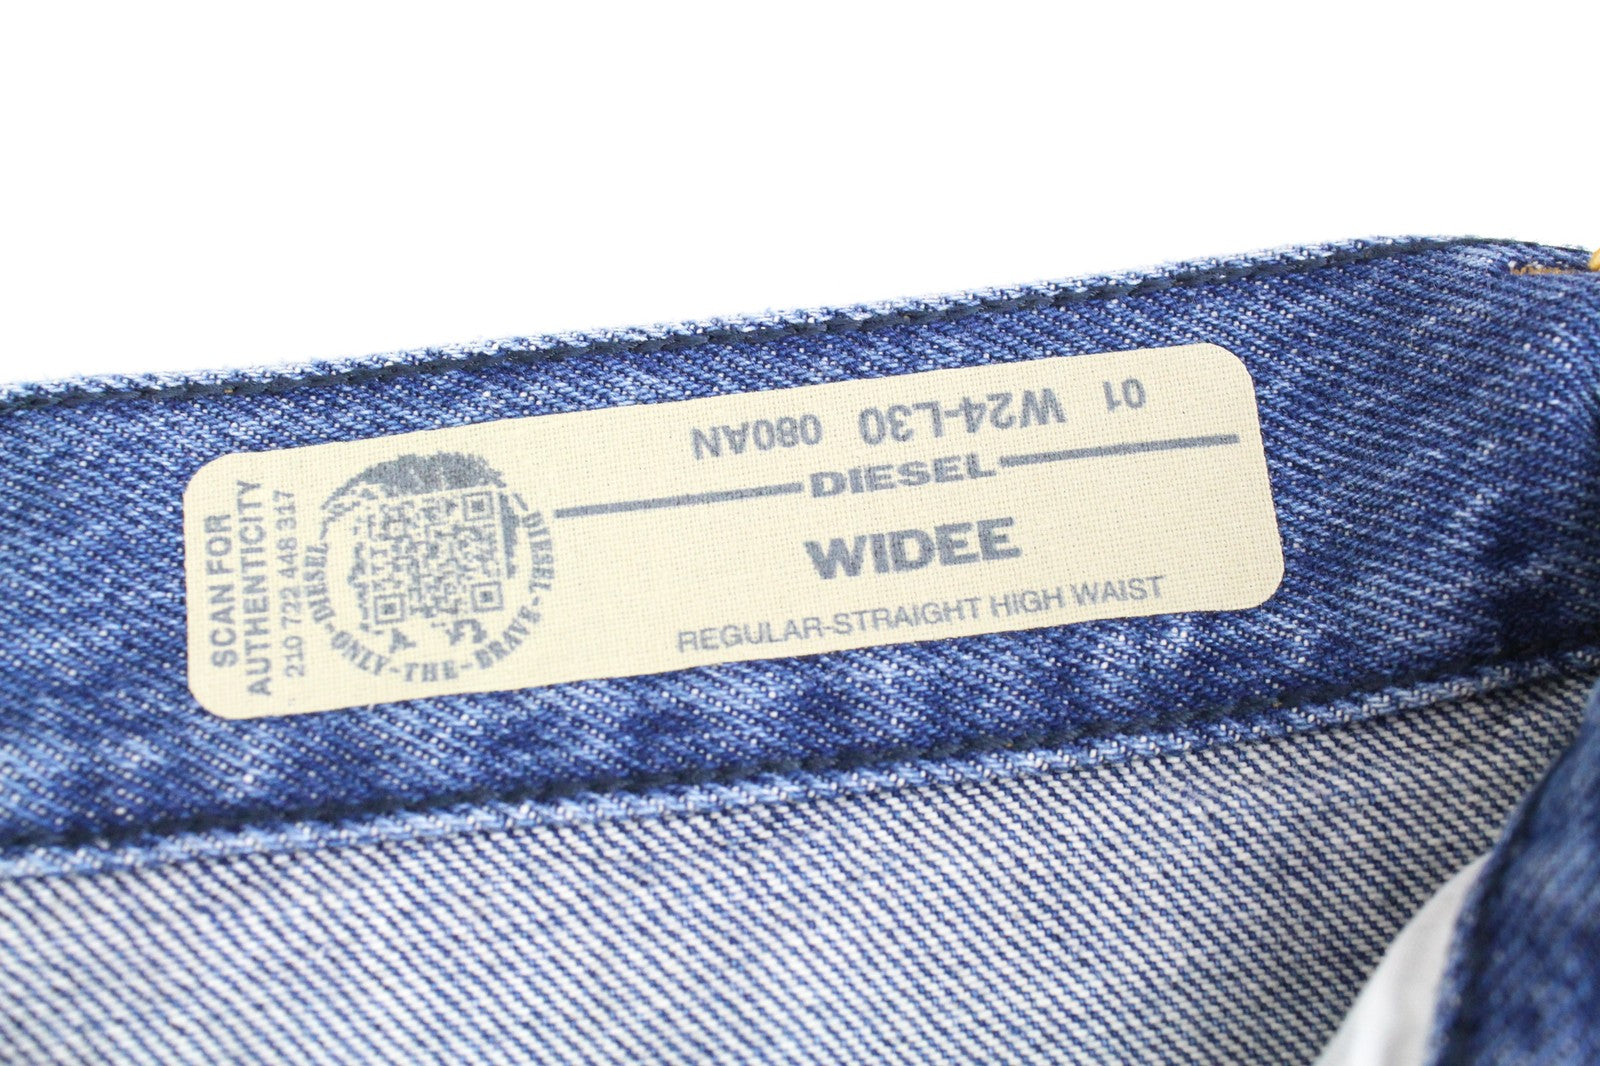 SCAN FOR
AUTHENTICITY
210 722 448 317
DIESEL-ONLY-THE-BRAVE-THERE!
01 W24-L30 080AN
DIESEL
WIDEE
REGULAR-STRAIGHT HIGH WAIST